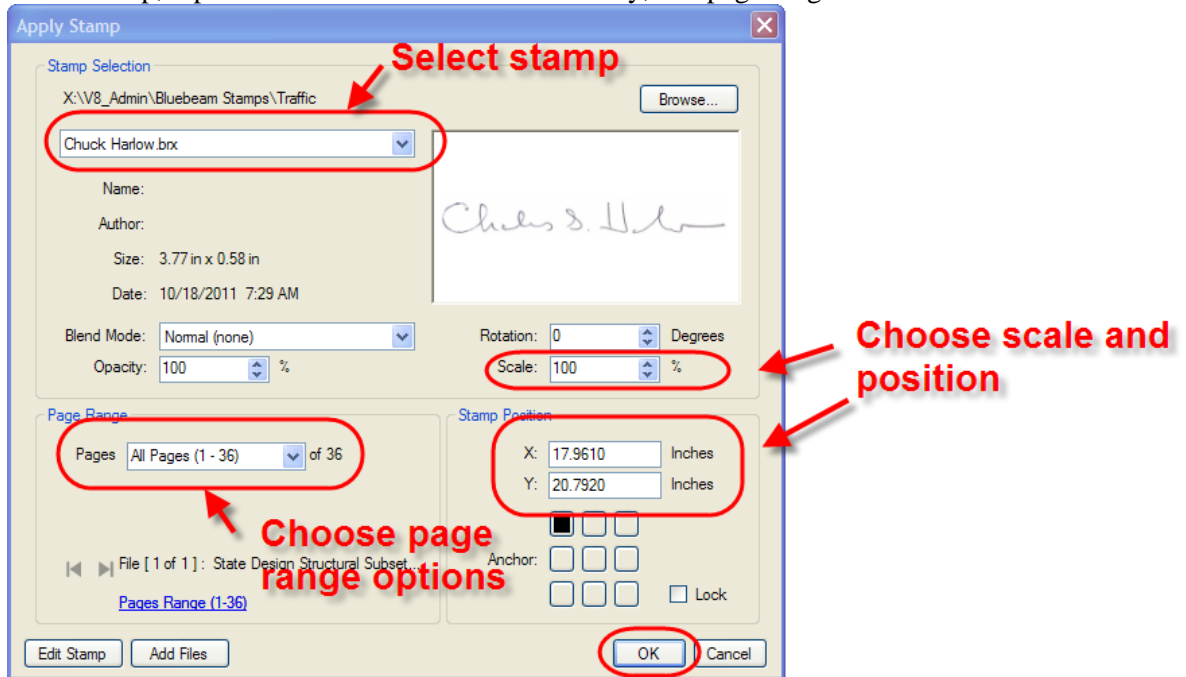 Apply Stamp
Select stamp
Stamp Selection
X:\V8_Admin\Bluebeam Stamps\Traffic
Browse...
Chuck Harlow.brx
Name:
Author:
Size: 3.77 in x 0.58 in
Date: 10/18/2011 7:29 AM
Blend Mode: Normal (none)
Rotation: 0 Degrees
Opacity: 100 %
Scale: 100 %
Choose scale and
position
Page Range
Stamp Position
Pages All Pages (1 - 36) of 36
X: 17.9610 Inches
Y: 20.7920 Inches
Choose page
range options
File [ 1 of 1 ] : State Design Structural Subset...
Anchor:
Pages Range (1-36)
Lock
Edit Stamp
Add Files
OK
Cancel